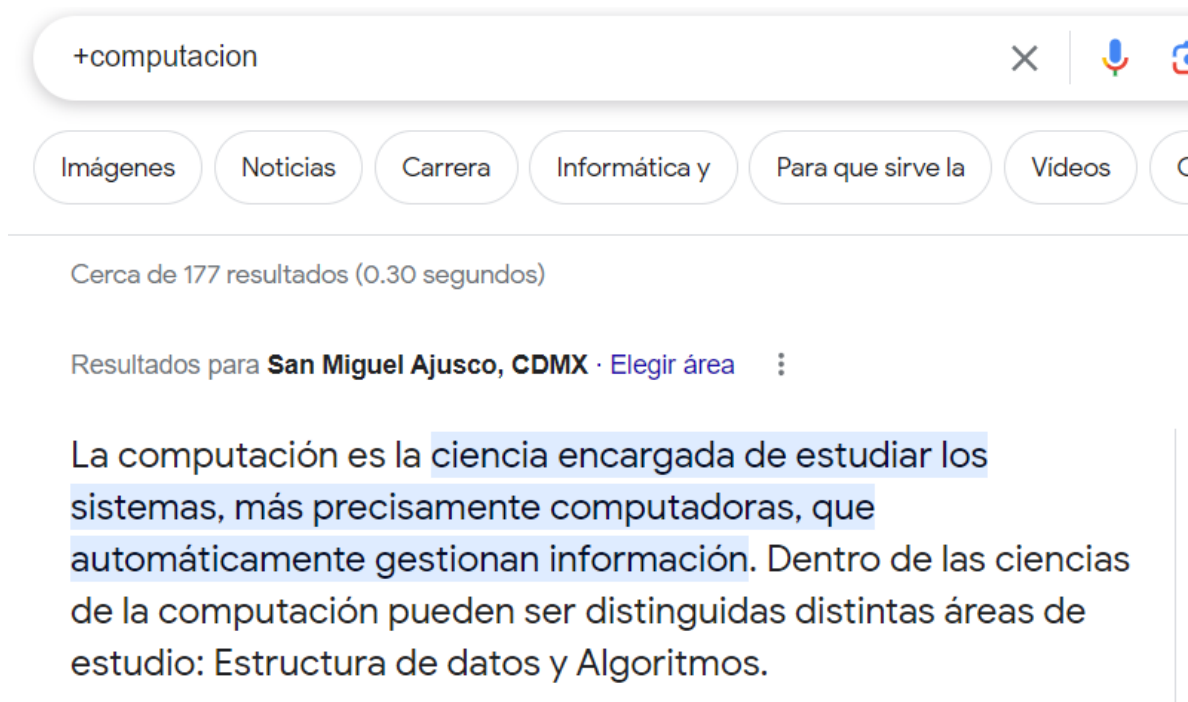 +computacion
Imágenes Noticias Carrera Informática y Para que sirve la Videos
Cerca de 177 resultados (0.30 segundos)
Resultados para San Miguel Ajusco, CDMX · Elegir área
La computación es la ciencia encargada de estudiar los
sistemas, más precisamente computadoras, que
automáticamente gestionan información. Dentro de las ciencias
de la computación pueden ser distinguidas distintas áreas de
estudio: Estructura de datos y Algoritmos.